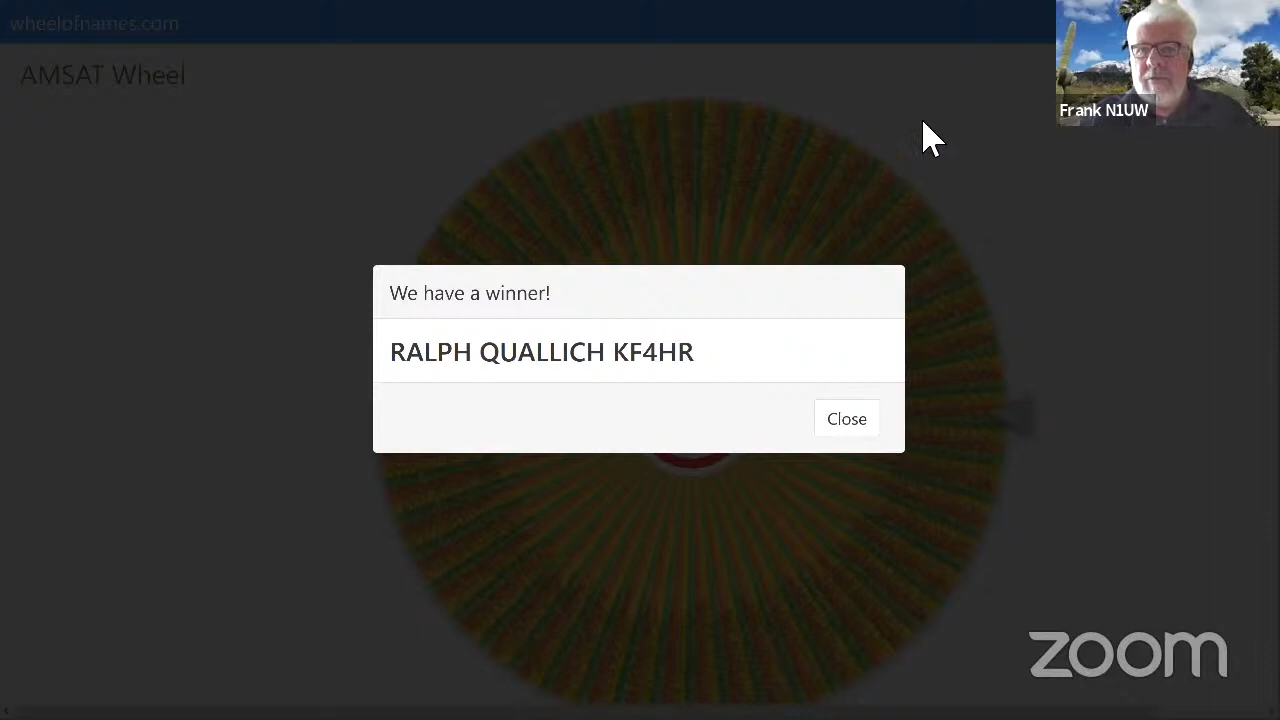 wheelofnames.com
AMSAT Wheel
Frank N1UW
We have a winner!
RALPH QUALLICH KF4HR
Close
zoom